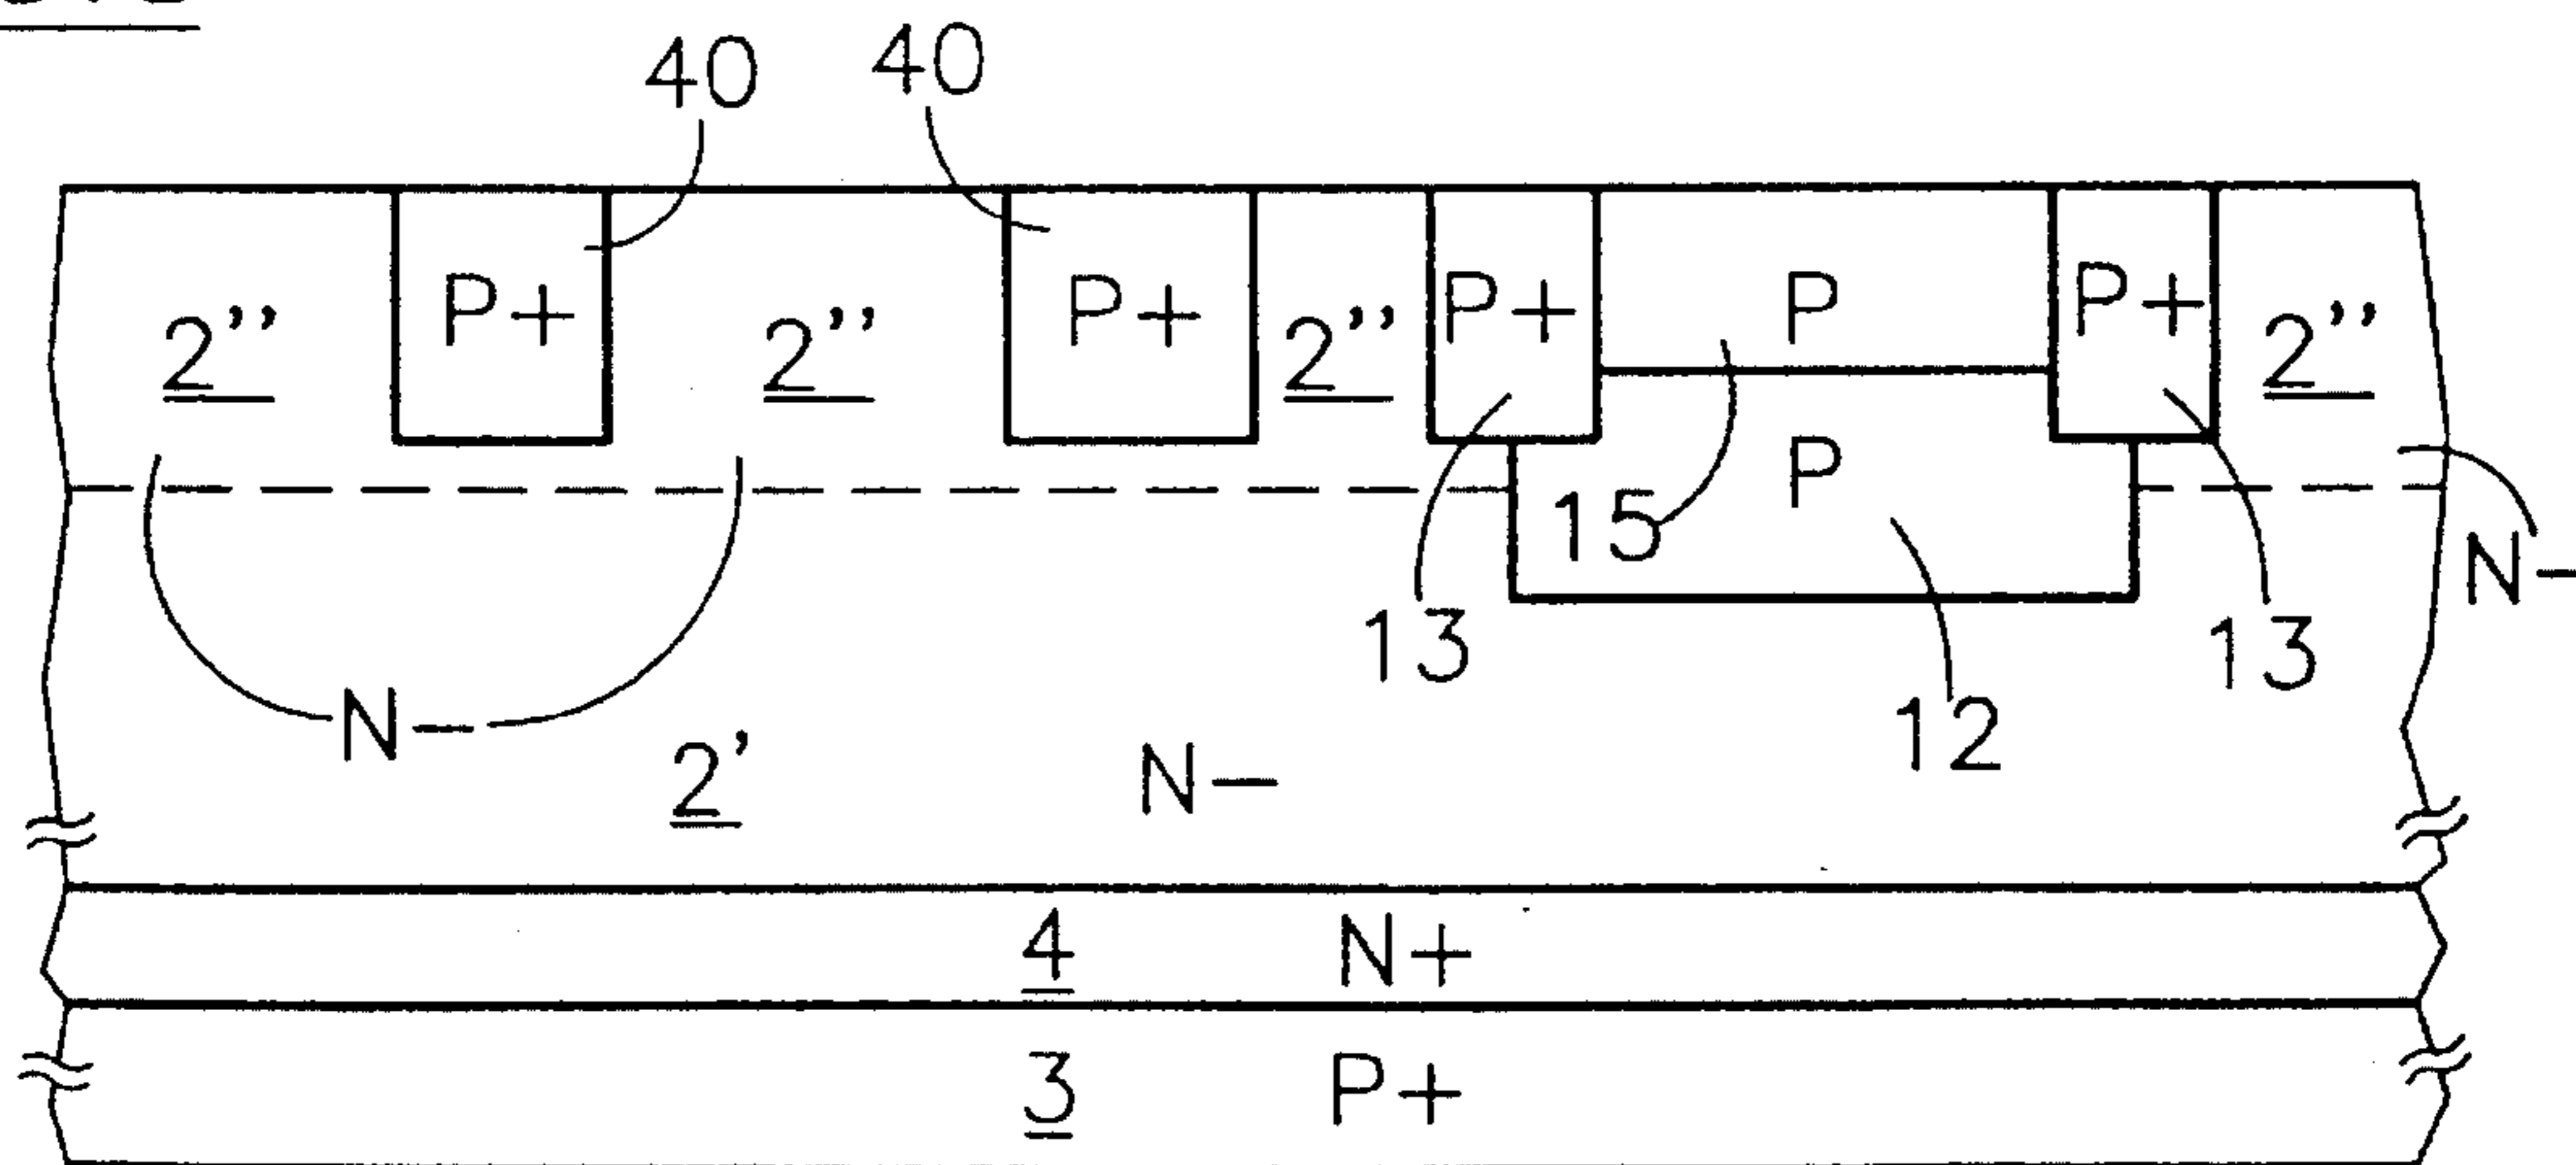 40 40
2'' P+ 2'' P+ 2'' P+ P P+ 2''
P
15
N-
13 13
N- 12
2' N-
4 N+
3 P+